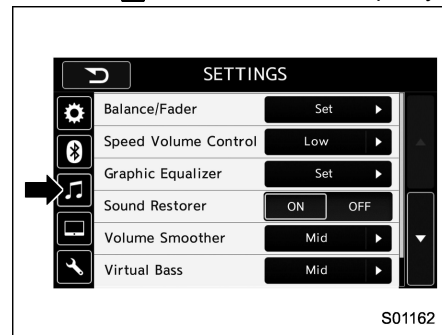 SETTINGS
Balance/Fader Set
Speed Volume Control Low
Graphic Equalizer Set
Sound Restorer ON OFF
Volume Smoother Mid
Virtual Bass Mid
S01162